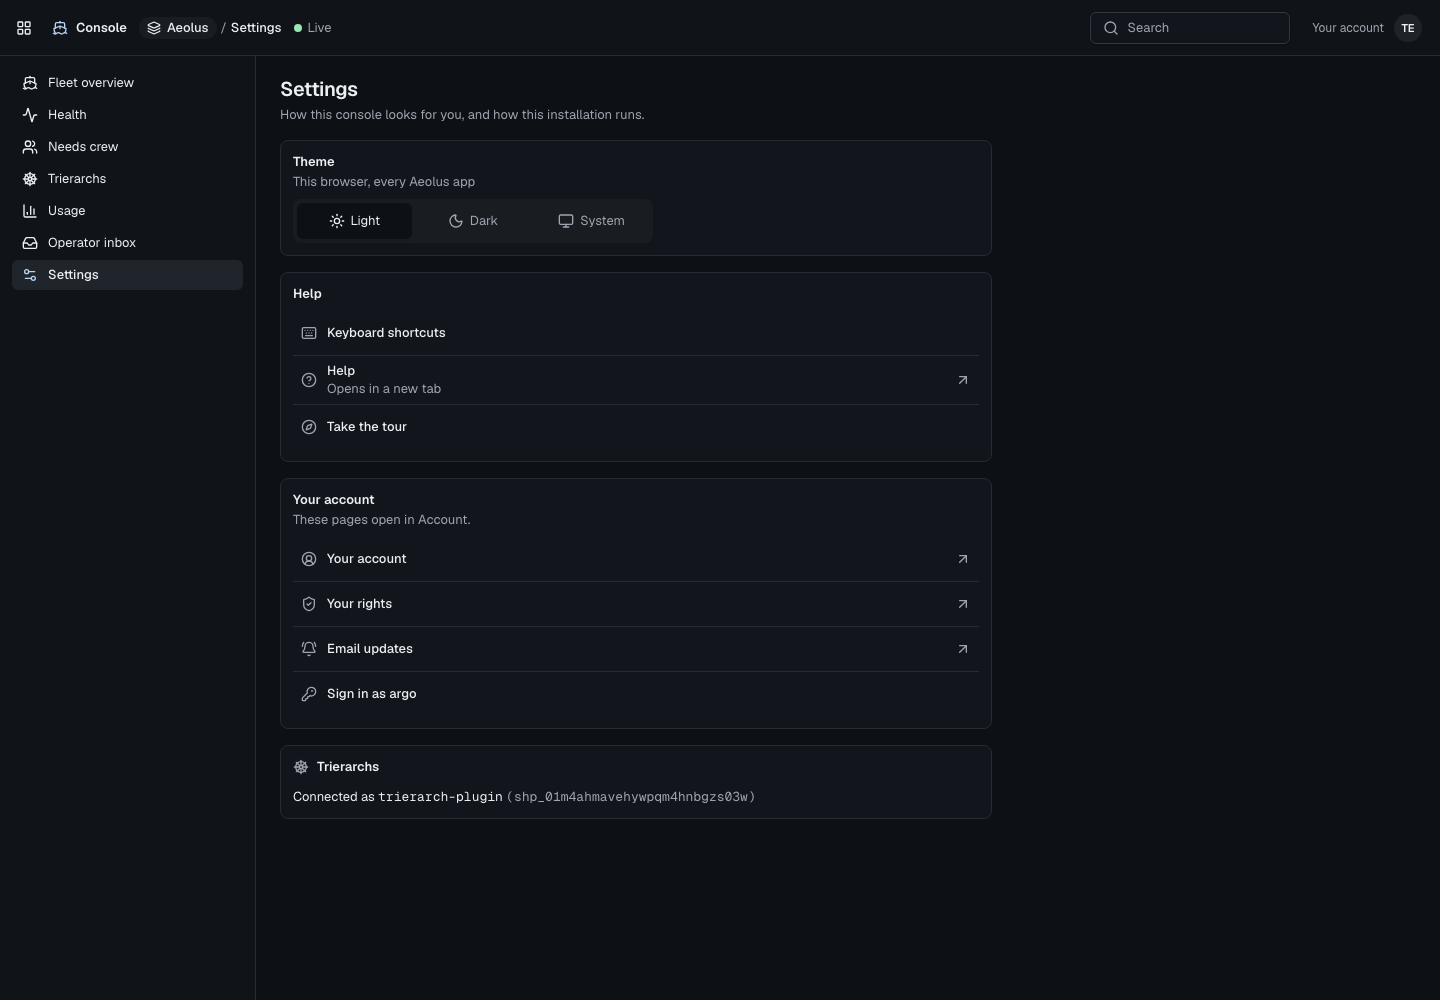 Console Aeolus / Settings Live Search Your account TE
Fleet overview
Health
Needs crew
Trierarchs
Usage
Operator inbox
Settings
Settings
How this console looks for you, and how this installation runs.
Theme
This browser, every Aeolus app
Light Dark System
Help
Keyboard shortcuts
Help
Opens in a new tab
Take the tour
Your account
These pages open in Account.
Your account
Your rights
Email updates
Sign in as argo
Trierarchs
Connected as trierarch-plugin (shp_01m4ahmavehywpqm4hnbgzs03w)